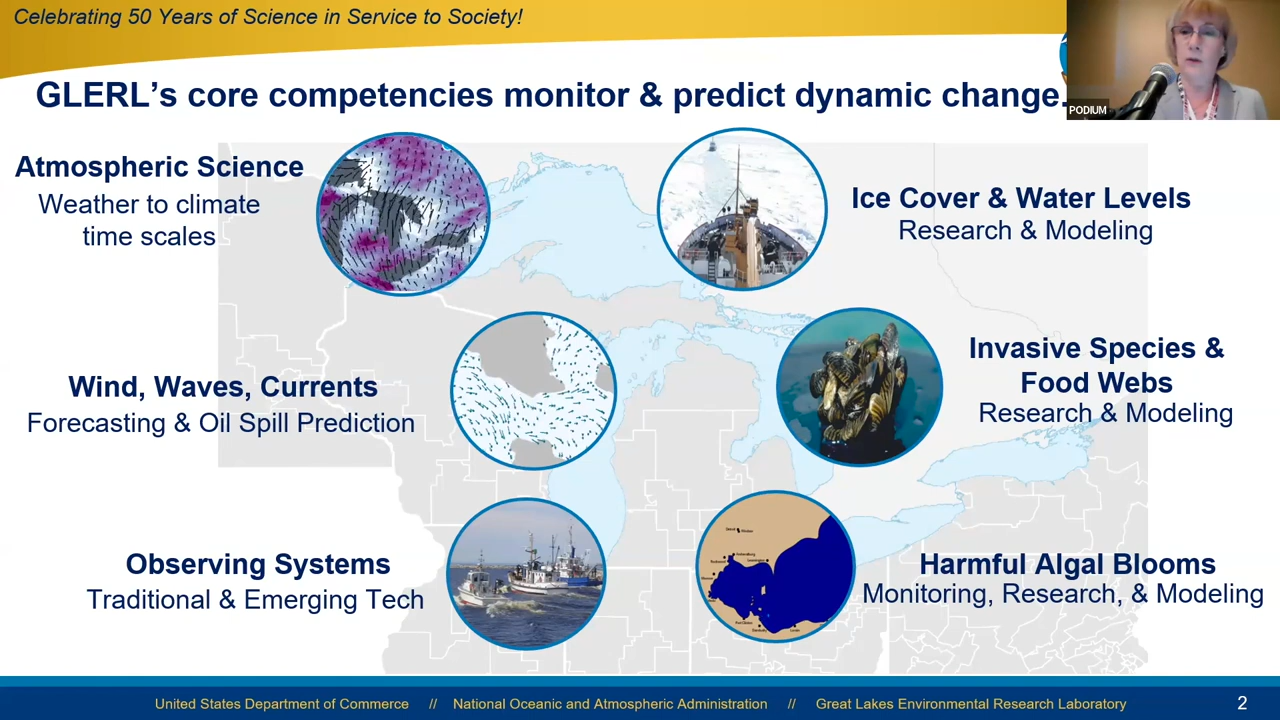 Celebrating 50 Years of Science in Service to Society!
GLERL’s core competencies monitor & predict dynamic change.
PODIUM
Atmospheric Science
Weather to climate
time scales
Ice Cover & Water Levels
Research & Modeling
Wind, Waves, Currents
Forecasting & Oil Spill Prediction
Invasive Species &
Food Webs
Research & Modeling
Observing Systems
Traditional & Emerging Tech
Harmful Algal Blooms
Monitoring, Research, & Modeling
United States Department of Commerce // National Oceanic and Atmospheric Administration // Great Lakes Environmental Research Laboratory
2